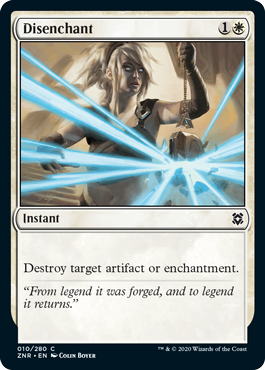 Disenchant 1
Instant
Destroy target artifact or enchantment.
“From legend it was forged, and to legend
it returns.”
010/280 C
ZNR • EN Colin Boyer
™ & © 2020 Wizards of the Coast